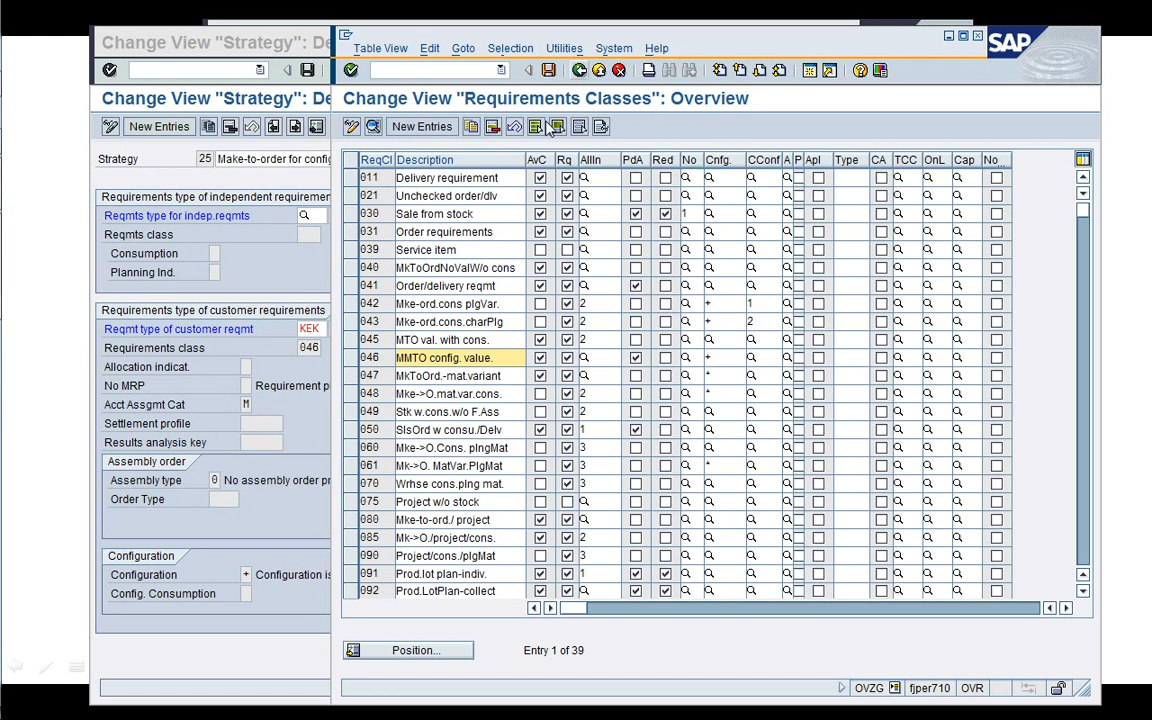 Change View "Strategy": De
Change View "Strategy": De
New Entries
Strategy 25 Make-to-order for config
Requirements type of independent requiremen
Reqmts type for indep.reqmts
Reqmts class
Consumption
Planning Ind.
Requirements type of customer requirements
Reqmt type of customer reqmt KEK
Requirements class 046
Allocation indicat.
No MRP Requirement p
Acct Assgmt Cat M
Settlement profile
Results analysis key
Assembly order
Assembly type 0 No assembly order pr
Order Type
Configuration
Configuration + Configuration is
Config. Consumption
Table View Edit Goto Selection Utilities System Help
SAP
Change View "Requirements Classes": Overview
New Entries
ReqCl Description AvC Rq AllIn PdA Red No Cnfg. CConf A P Apl Type CA TCC OnL Cap No...
011 Delivery requirement
021 Unchecked order/dlv
030 Sale from stock 1
031 Order requirements
039 Service item
040 MkToOrdNoValW/o cons
041 Order/delivery reqmt
042 Mke-ord.cons plgVar. 2 + 1
043 Mke-ord.cons.charPlg 2 + 2
045 MTO val. with cons. 2
046 MMTO config. value. +
047 MkToOrd.-mat.variant *
048 Mke->O.mat.var.cons. 2 *
049 Stk w.cons.w/o F.Ass 2
050 SlsOrd w consu./Delv 1
060 Mke->O.Cons. plngMat 3
061 Mk->O. MatVar.PlgMat 3 *
070 Wrhse cons.plng mat. 3
075 Project w/o stock
080 Mke-to-ord./ project
085 Mk->O./project/cons. 2
090 Project/cons./plgMat 3
091 Prod.lot plan-indiv. 1
092 Prod.LotPlan-collect
Position... Entry 1 of 39
OVZG fjper710 OVR